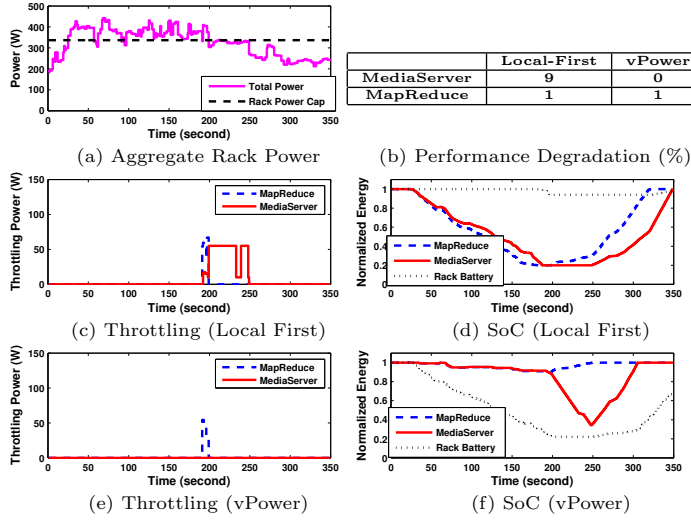 500
400
300
200
100
0
Power (W)
Total Power
Rack Power Cap
0 50 100 150 200 250 300 350
Time (second)
(a) Aggregate Rack Power
Local-First vPower
MediaServer 9 0
MapReduce 1 1
(b) Performance Degradation (%)
150
100
50
0
Throttling Power (W)
MapReduce
MediaServer
0 50 100 150 200 250 300 350
Time (second)
(c) Throttling (Local First)
1
0.8
0.6
0.4
0.2
0
Normalized Energy
MapReduce
MediaServer
Rack Battery
0 50 100 150 200 250 300 350
Time (second)
(d) SoC (Local First)
150
100
50
0
Throttling Power (W)
MapReduce
MediaServer
0 50 100 150 200 250 300 350
Time (second)
(e) Throttling (vPower)
1
0.8
0.6
0.4
0.2
0
Normalized Energy
MapReduce
MediaServer
Rack Battery
0 50 100 150 200 250 300 350
Time (second)
(f) SoC (vPower)